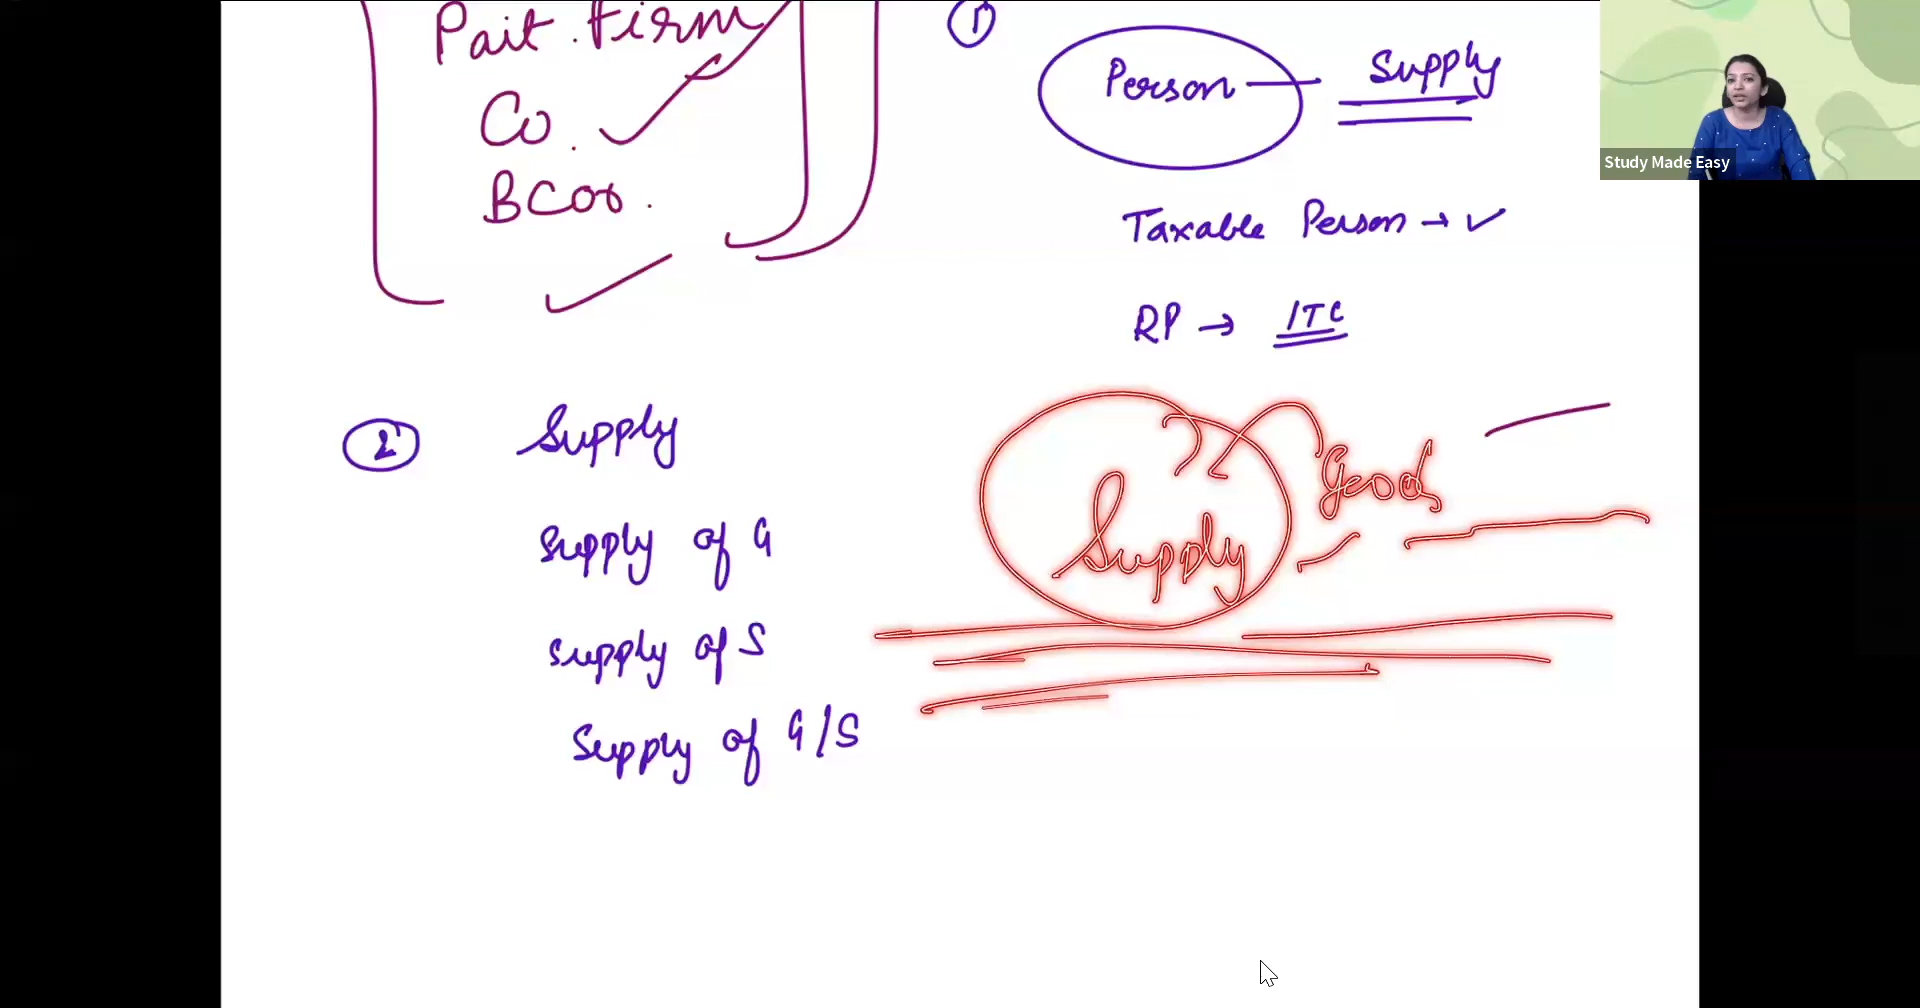 Part. Firm
Co.
BCoo.
1
Person — Supply
Study Made Easy
Taxable Person → ✓
RP → ITC
2 Supply
Supply of G
Supply of S
Supply of G/S
Supply
Goods